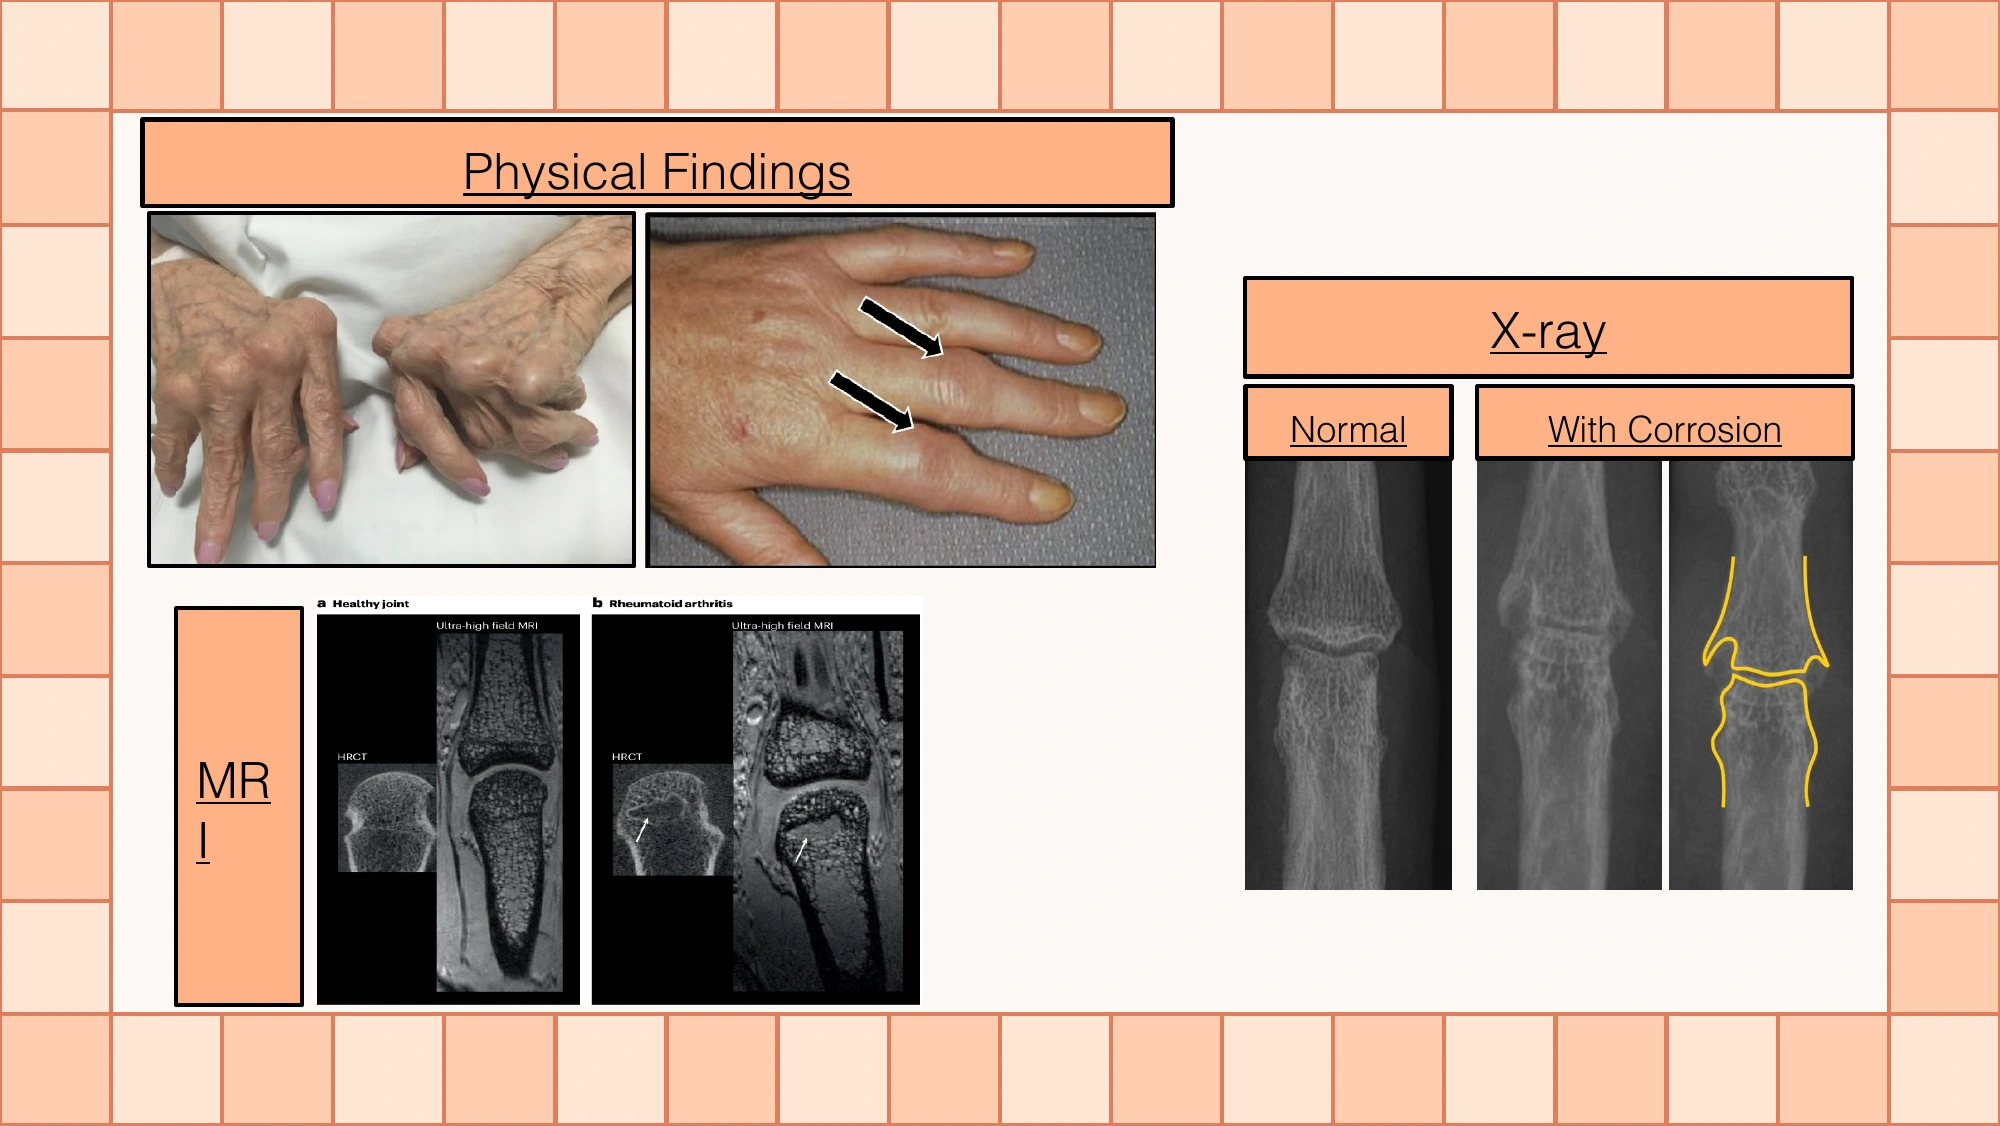 Physical Findings
X-ray
Normal
With Corrosion
MR
I
a Healthy joint
Ultra-high field MRI
HRCT
b Rheumatoid arthritis
Ultra-high field MRI
HRCT